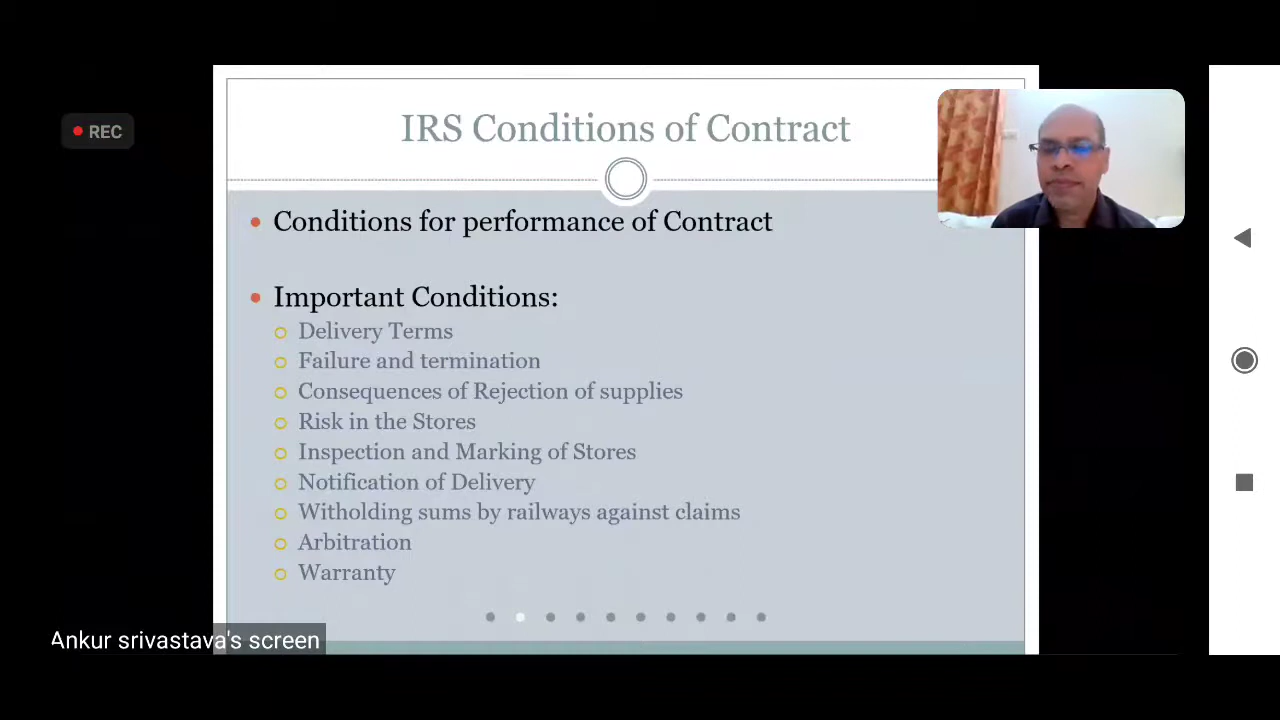 REC
IRS Conditions of Contract
Conditions for performance of Contract
Important Conditions:
Delivery Terms
Failure and termination
Consequences of Rejection of supplies
Risk in the Stores
Inspection and Marking of Stores
Notification of Delivery
Witholding sums by railways against claims
Arbitration
Warranty
Ankur srivastava's screen